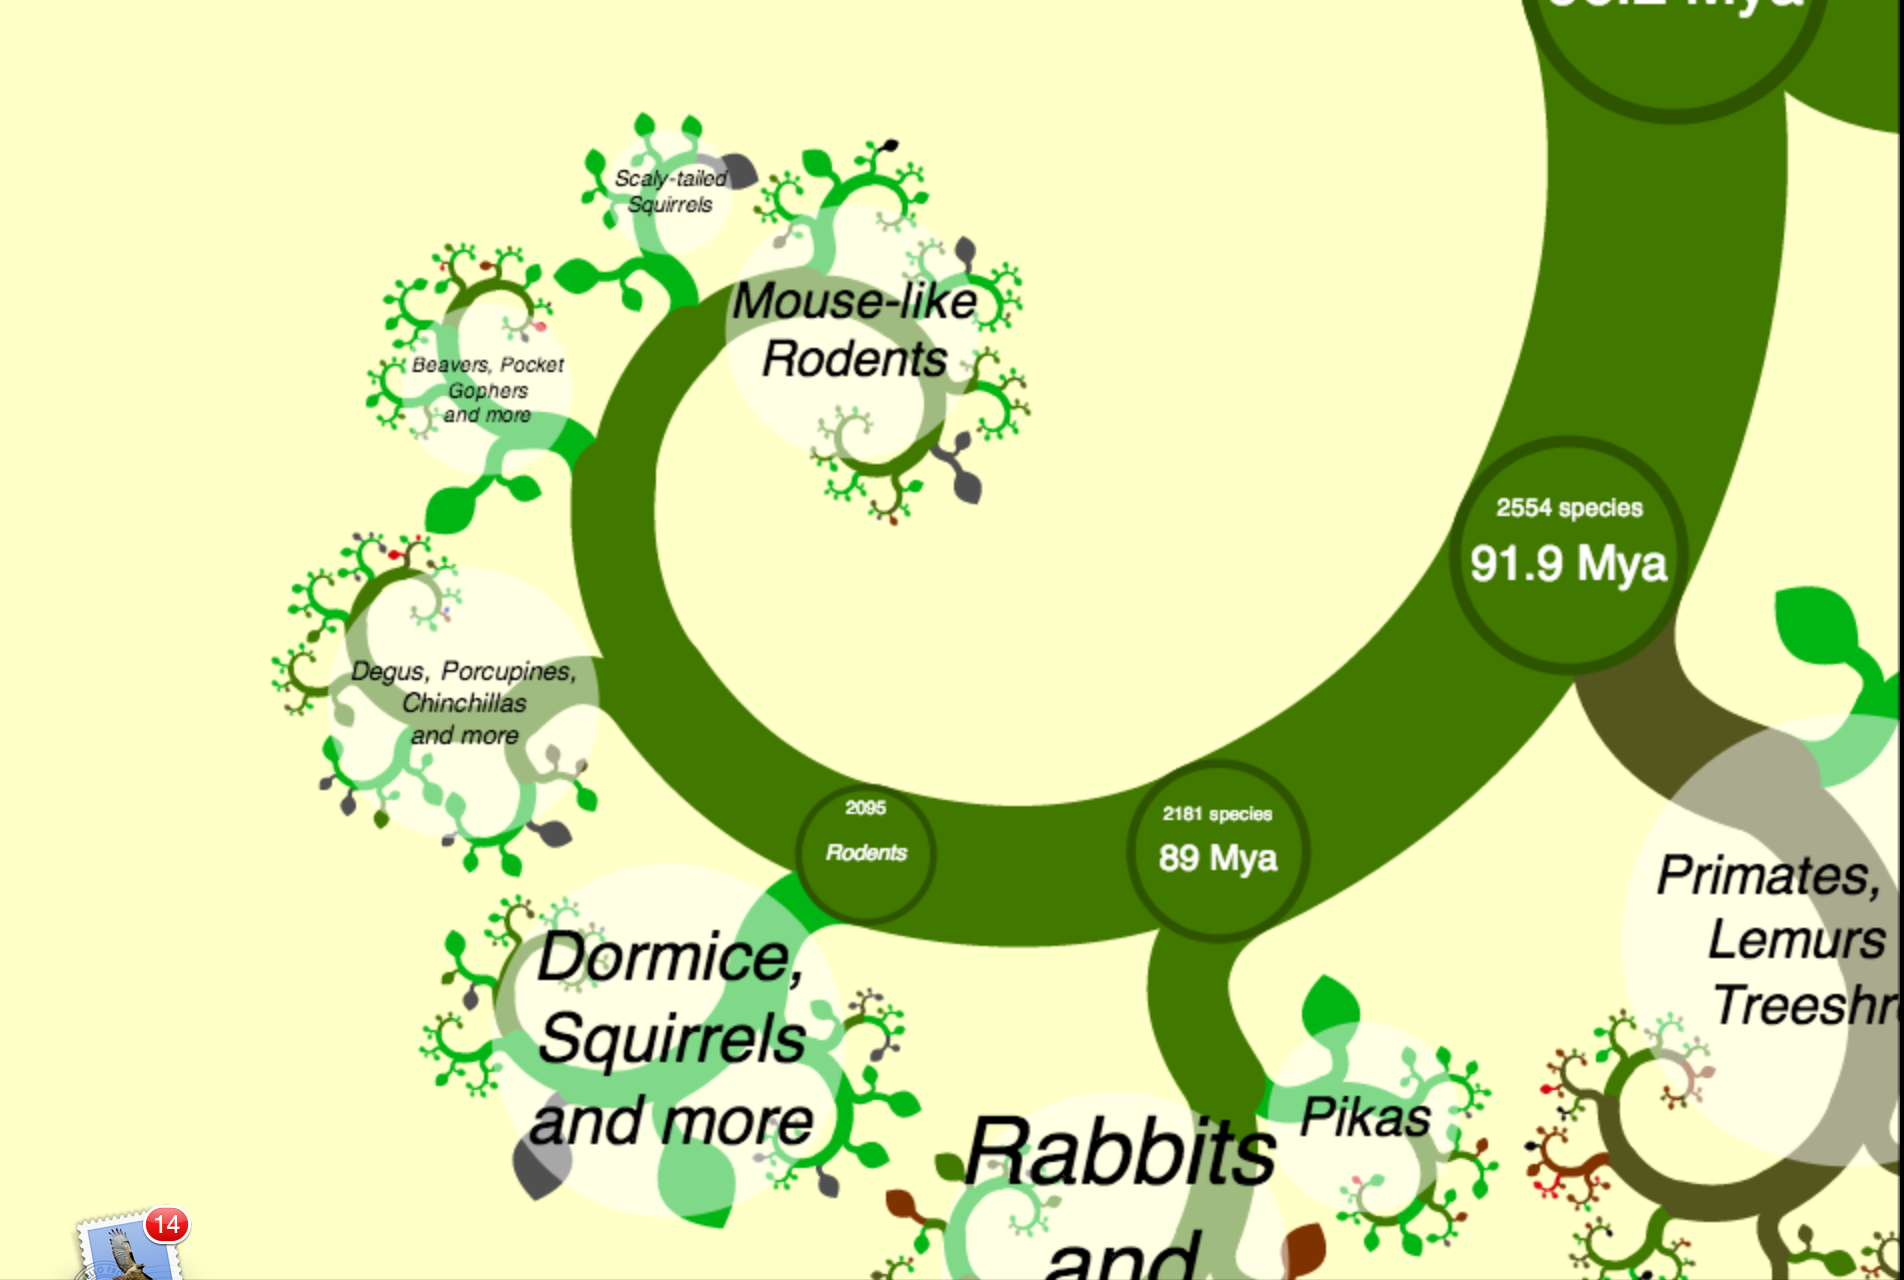 Mya
Scaly-tailed
Squirrels
Mouse-like
Rodents
Beavers, Pocket
Gophers
and more
2554 species
91.9 Mya
Degus, Porcupines,
Chinchillas
and more
2095
Rodents
2181 species
89 Mya
Primates,
Lemurs
Treeshr
Dormice,
Squirrels
and more
Pikas
Rabbits
and
14